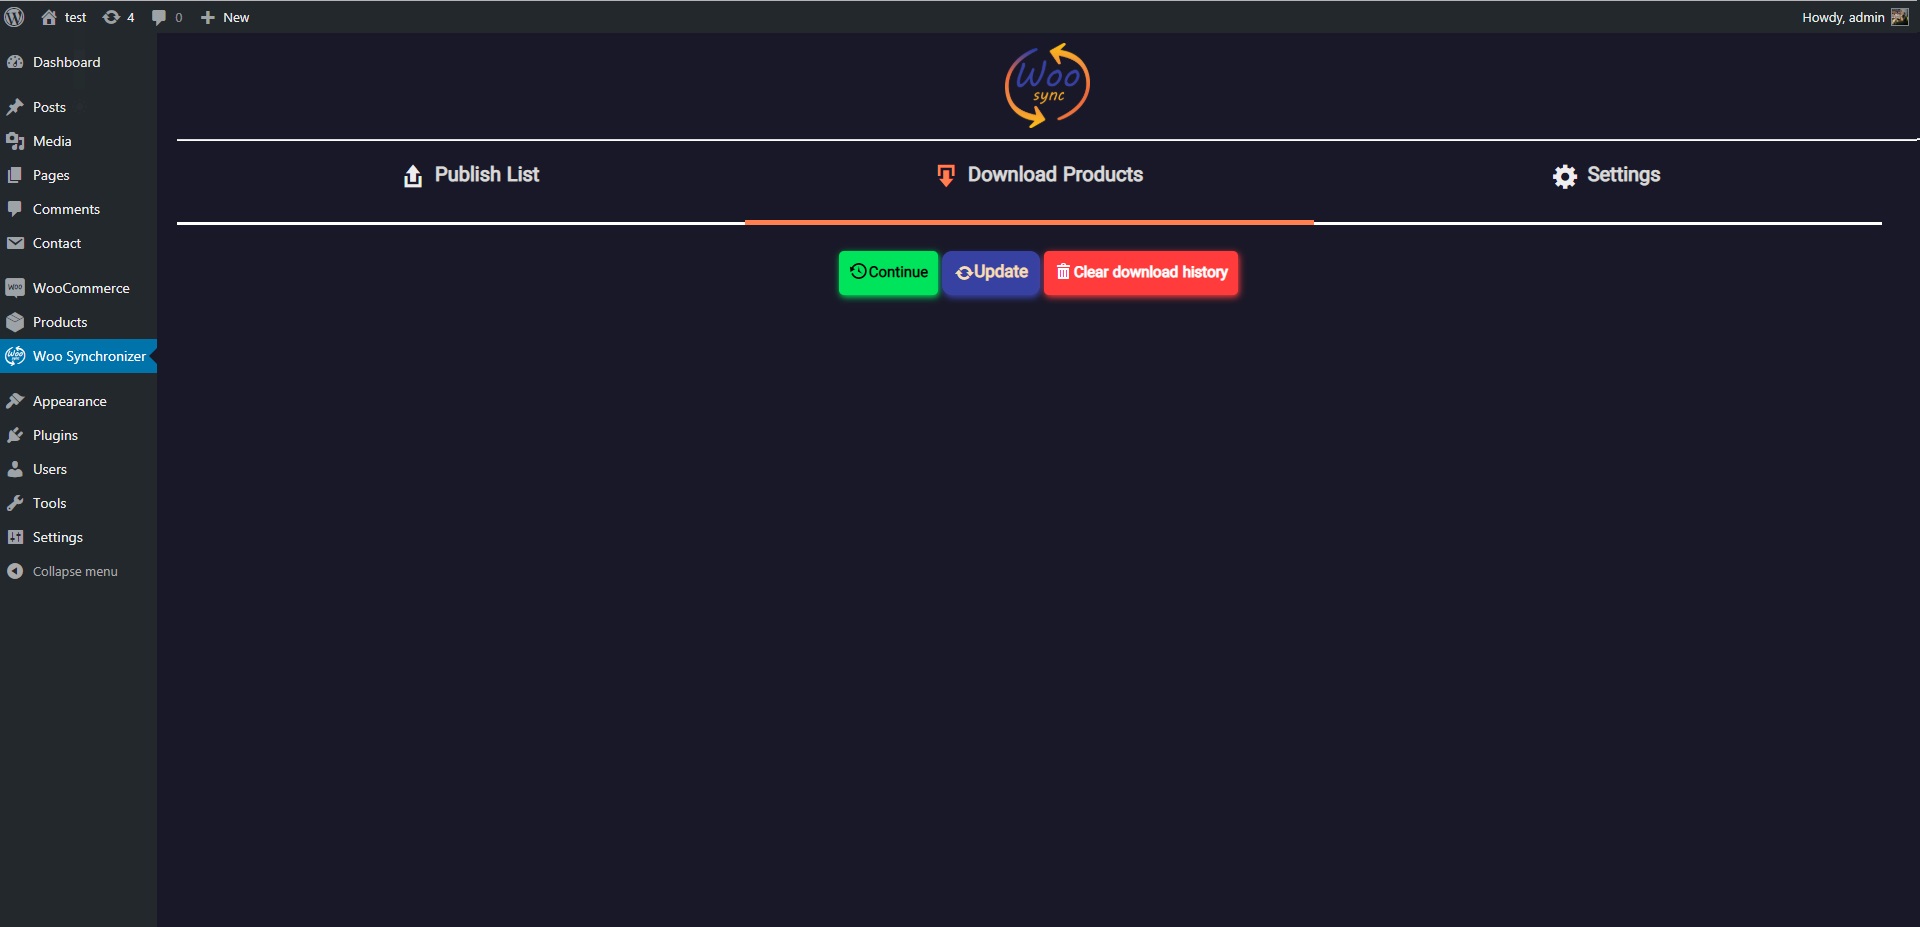 test
4
0
New
Howdy, admin
Dashboard
Posts
Media
Pages
Comments
Contact
WooCommerce
Products
Woo Synchronizer
Appearance
Plugins
Users
Tools
Settings
Collapse menu
Woo
sync
Publish List
Download Products
Settings
Continue
Update
Clear download history